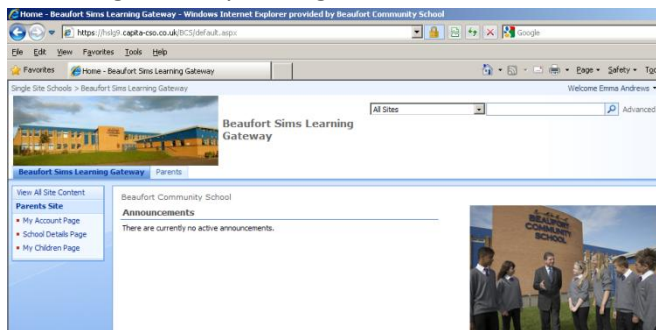 Home - Beaufort Sims Learning Gateway - Windows Internet Explorer provided by Beaufort Community School
https://hslg9.capita-cso.co.uk/BCS/default.aspx
Google
File Edit View Favorites Tools Help
Favorites Home - Beaufort Sims Learning Gateway Page Safety
Single Site Schools > Beaufort Sims Learning Gateway Welcome Emma Andrews
All Sites Advanced
Beaufort Sims Learning
Gateway
Beaufort Sims Learning Gateway Parents
View All Site Content
Parents Site
My Account Page
School Details Page
My Children Page
Beaufort Community School
Announcements
There are currently no active announcements.
BEAUFORT
COMMUNITY
SCHOOL